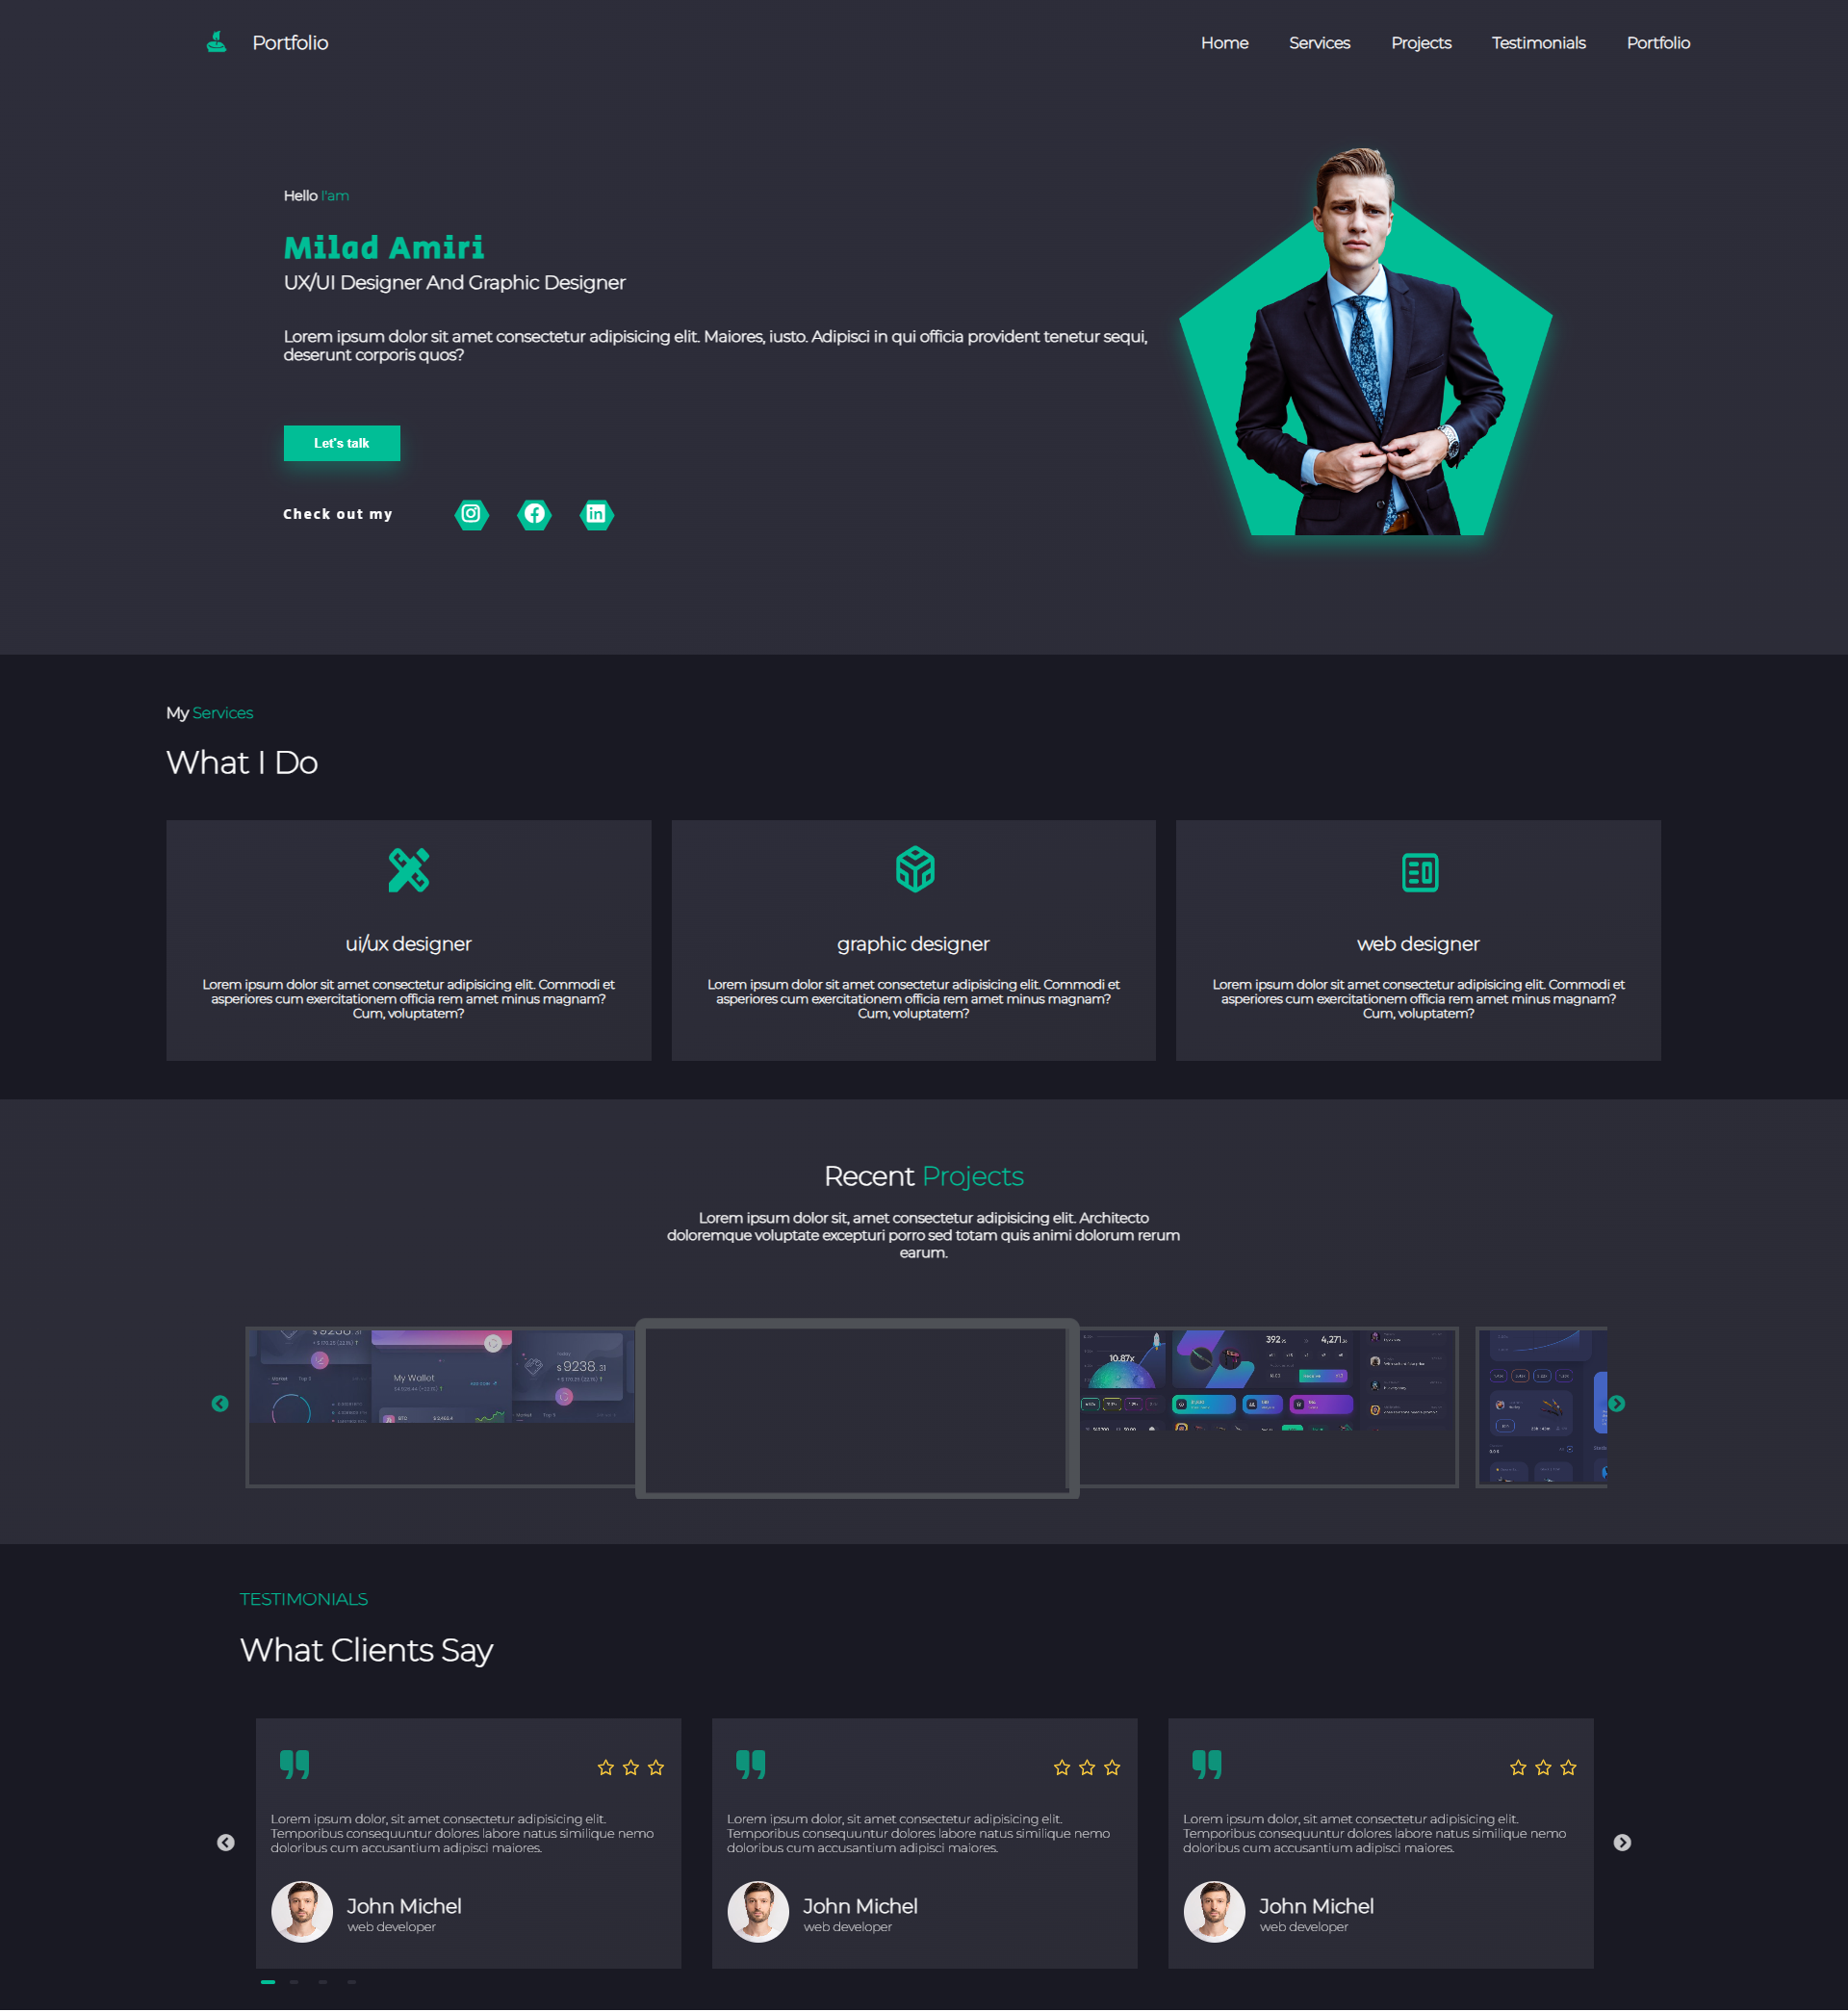 Portfolio
Home Services Projects Testimonials Portfolio
Hello I'am
Milad Amiri
UX/UI Designer And Graphic Designer
Lorem ipsum dolor sit amet consectetur adipisicing elit. Maiores, iusto. Adipisci in qui officia provident tenetur sequi,
deserunt corporis quos?
Let's talk
Check out my
My Services
What I Do
ui/ux designer
Lorem ipsum dolor sit amet consectetur adipisicing elit. Commodi et
asperiores cum exercitationem officia rem amet minus magnam?
Cum, voluptatem?
graphic designer
Lorem ipsum dolor sit amet consectetur adipisicing elit. Commodi et
asperiores cum exercitationem officia rem amet minus magnam?
Cum, voluptatem?
web designer
Lorem ipsum dolor sit amet consectetur adipisicing elit. Commodi et
asperiores cum exercitationem officia rem amet minus magnam?
Cum, voluptatem?
Recent Projects
Lorem ipsum dolor sit, amet consectetur adipisicing elit. Architecto
doloremque voluptate excepturi porro sed totam quis animi dolorum rerum
earum.
$ 9238.31
My Wallot
$ 9238.31
10.87x
392
4,271
TESTIMONIALS
What Clients Say
Lorem ipsum dolor, sit amet consectetur adipisicing elit.
Temporibus consequuntur dolores labore natus similique nemo
doloribus cum accusantium adipisci maiores.
John Michel
web developer
Lorem ipsum dolor, sit amet consectetur adipisicing elit.
Temporibus consequuntur dolores labore natus similique nemo
doloribus cum accusantium adipisci maiores.
John Michel
web developer
Lorem ipsum dolor, sit amet consectetur adipisicing elit.
Temporibus consequuntur dolores labore natus similique nemo
doloribus cum accusantium adipisci maiores.
John Michel
web developer